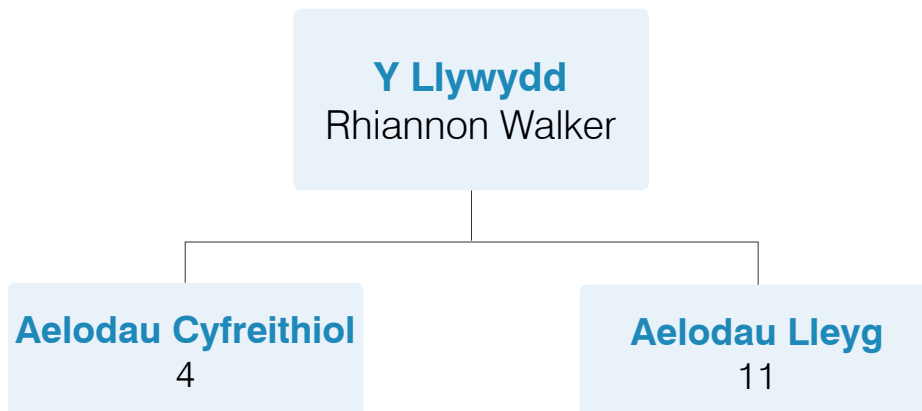 Y Llywydd
Rhiannon Walker
Aelodau Cyfreithiol
4
Aelodau Lleyg
11